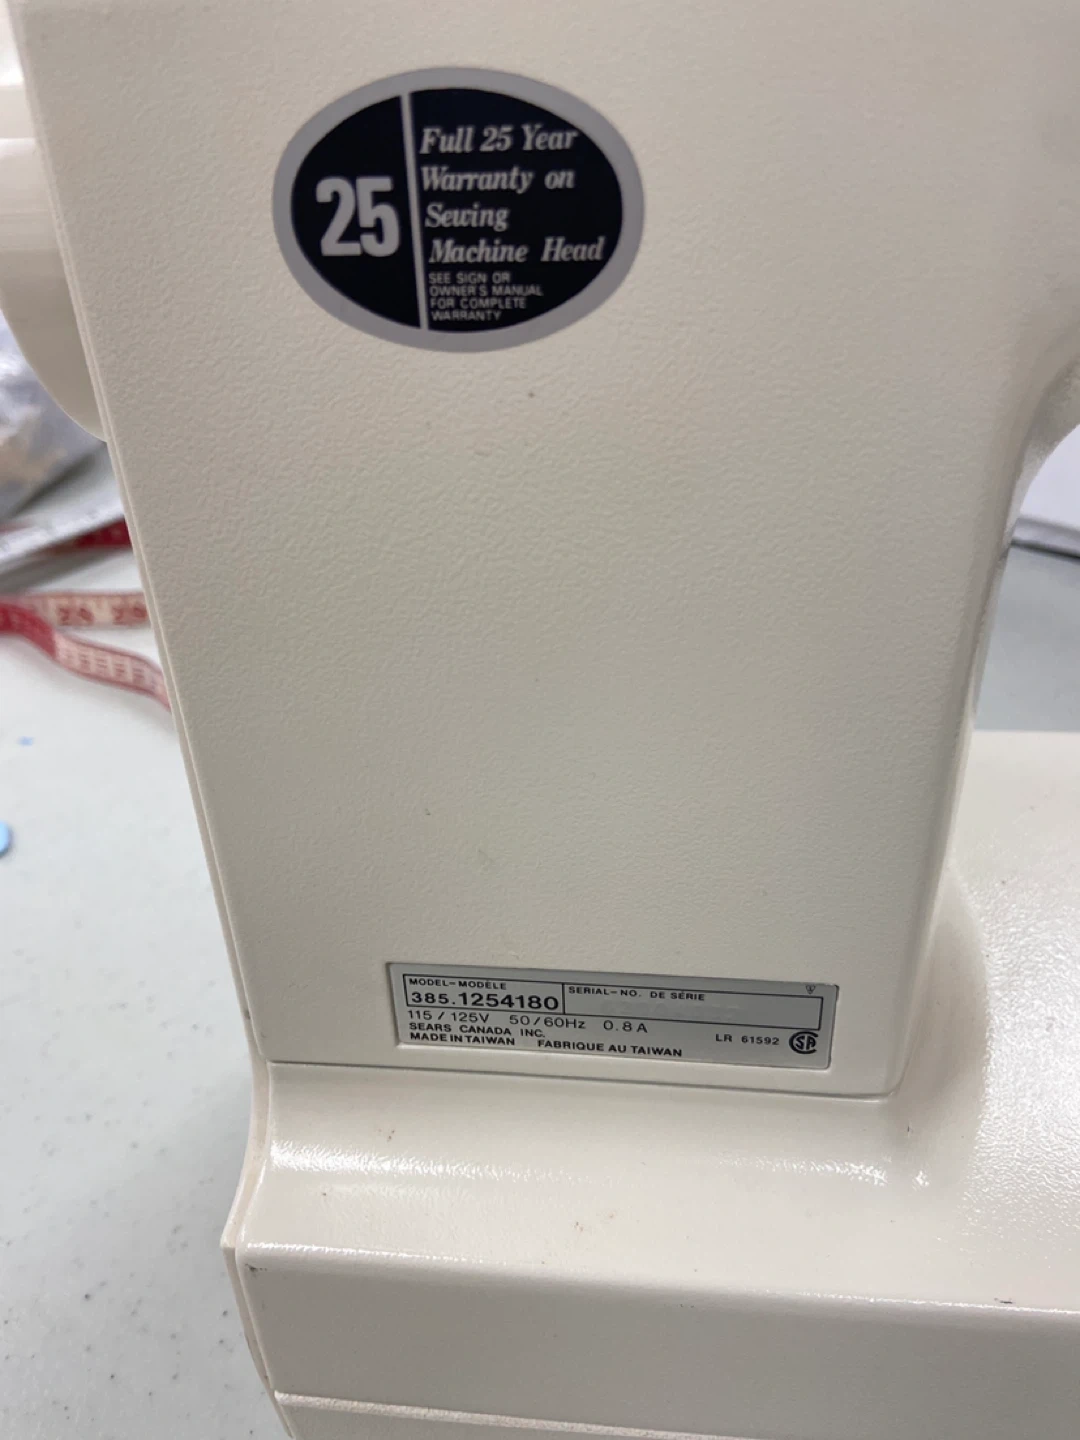 25
Full 25 Year
Warranty on
Sewing
Machine Head
SEE SIGN OR
OWNER'S MANUAL
FOR COMPLETE
WARRANTY
MODEL-MODÈLE
385.1254180
SERIAL-NO. DE SÉRIE
115/125V 50/60Hz 0.8A
SEARS CANADA INC.
MADE IN TAIWAN FABRIQUE AU TAIWAN
LR 61592